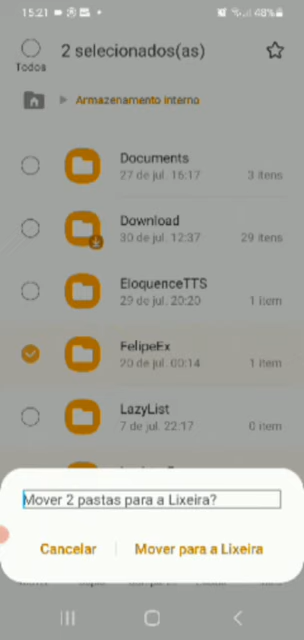 15:21
48%
2 selecionados(as)
Todos
Armazenamento interno
Documents
27 de jul. 16:17 3 itens
Download
30 de jul. 12:37 29 itens
EloquenceTTS
29 de jul. 20:20 1 item
FelipeEx
20 de jul. 00:14 1 item
LazyList
7 de jul. 22:17 0 item
Mover 2 pastas para a Lixeira?
Cancelar Mover para a Lixeira